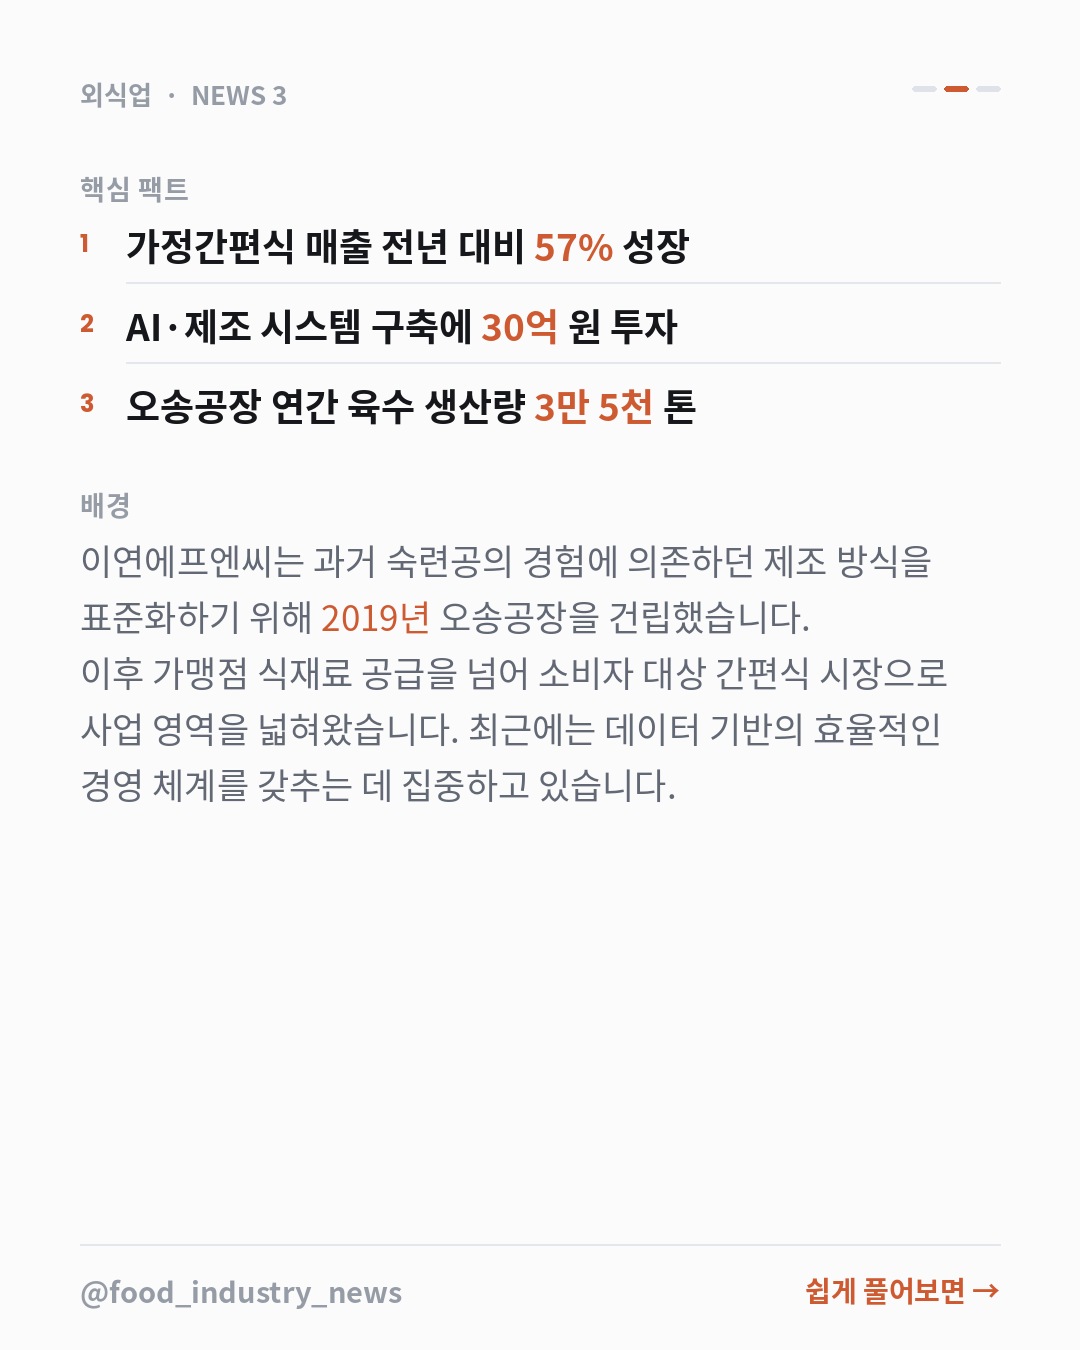 외식업 · NEWS 3
핵심 팩트
1 가정간편식 매출 전년 대비 57% 성장
2 AI·제조 시스템 구축에 30억 원 투자
3 오송공장 연간 육수 생산량 3만 5천 톤
배경
이연에프엔씨는 과거 숙련공의 경험에 의존하던 제조 방식을
표준화하기 위해 2019년 오송공장을 건립했습니다.
이후 가맹점 식재료 공급을 넘어 소비자 대상 간편식 시장으로
사업 영역을 넓혀왔습니다. 최근에는 데이터 기반의 효율적인
경영 체계를 갖추는 데 집중하고 있습니다.
@food_industry_news
쉽게 풀어보면 →